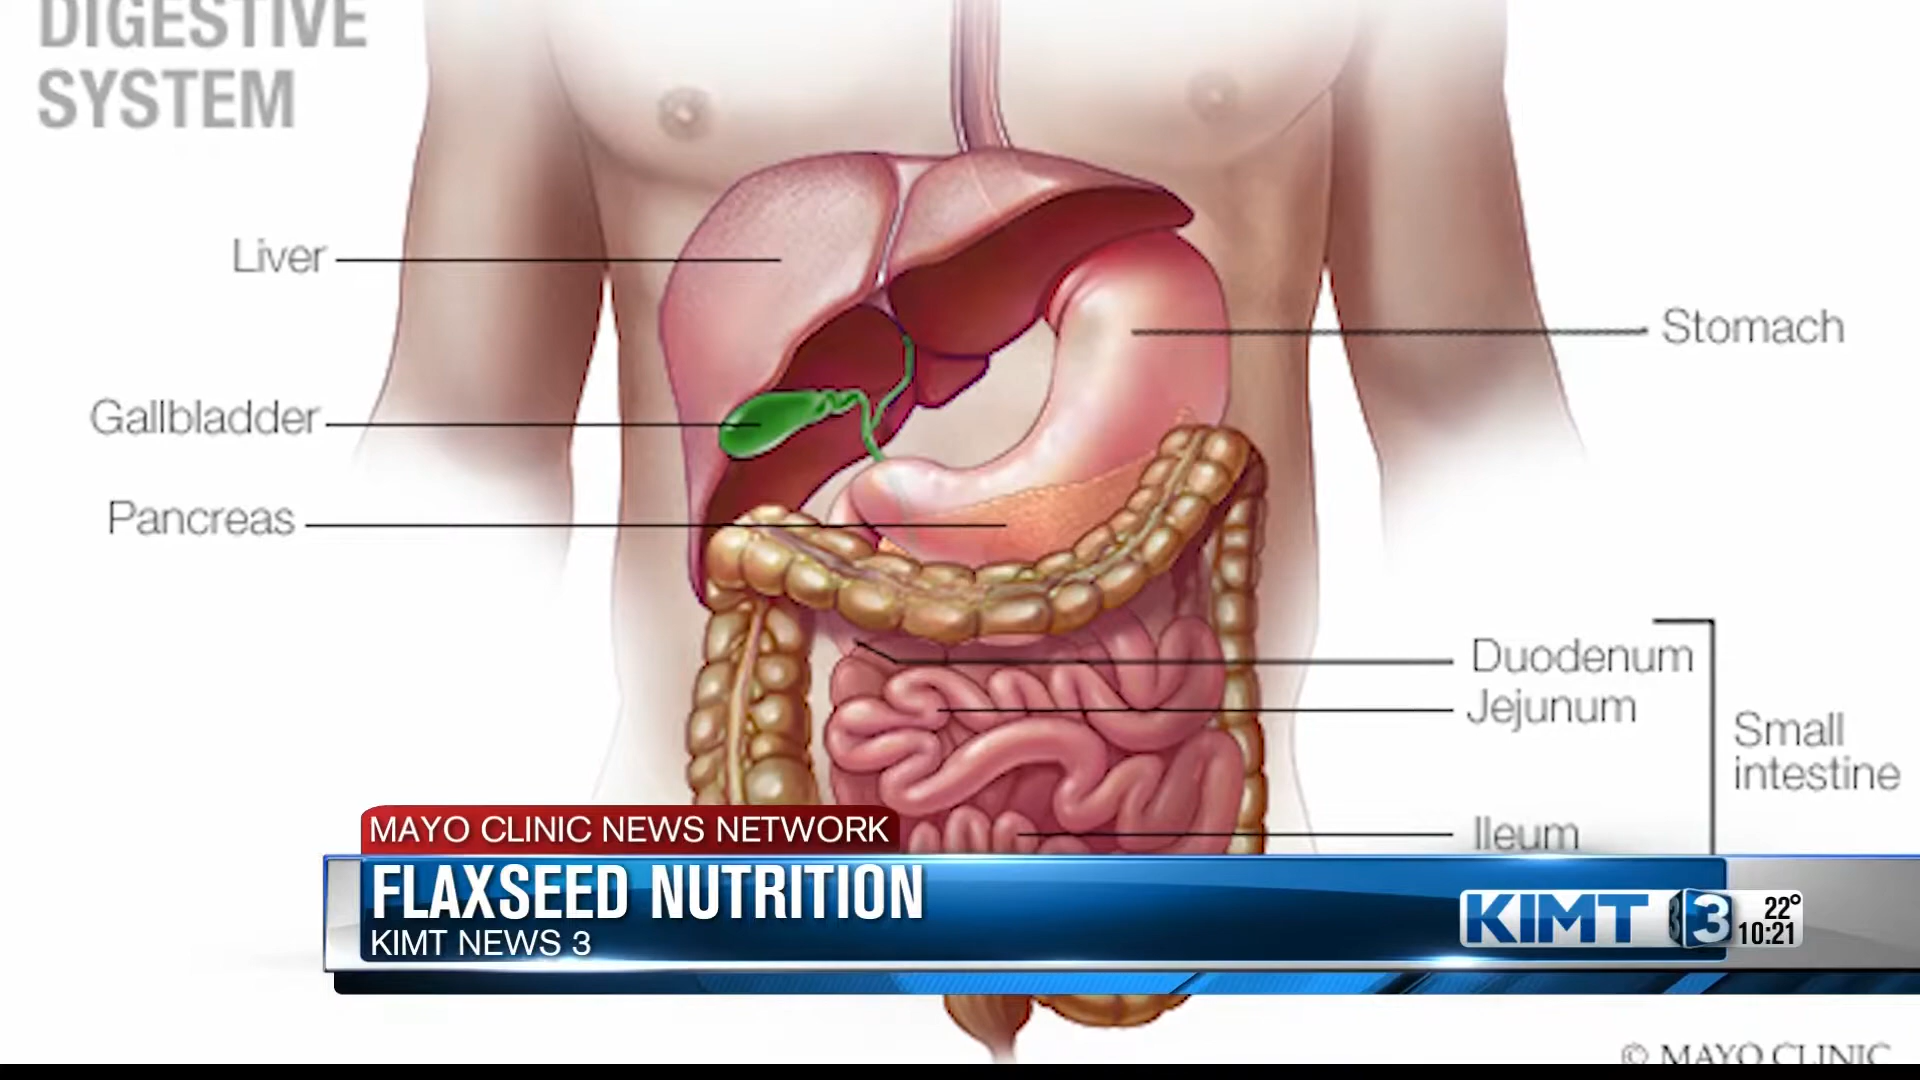 DIGESTIVE
SYSTEM
Liver
Stomach
Gallbladder
Pancreas
Duodenum
Jejunum
Small
intestine
Ileum
MAYO CLINIC NEWS NETWORK
FLAXSEED NUTRITION
KIMT NEWS 3
KIMT 3
22°
10:21
© MAYO CLINIC